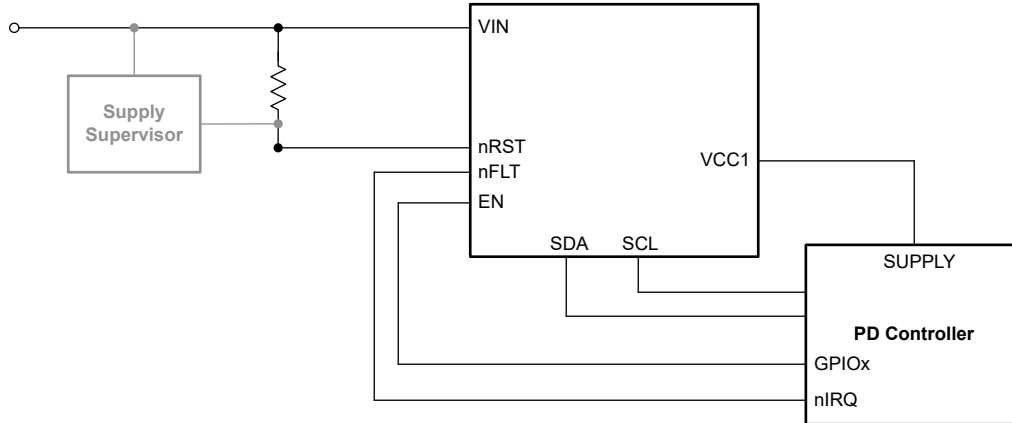 VIN
Supply
Supervisor
nRST
nFLT
VCC1
EN
SDA SCL
SUPPLY
PD Controller
GPIOx
nIRQ